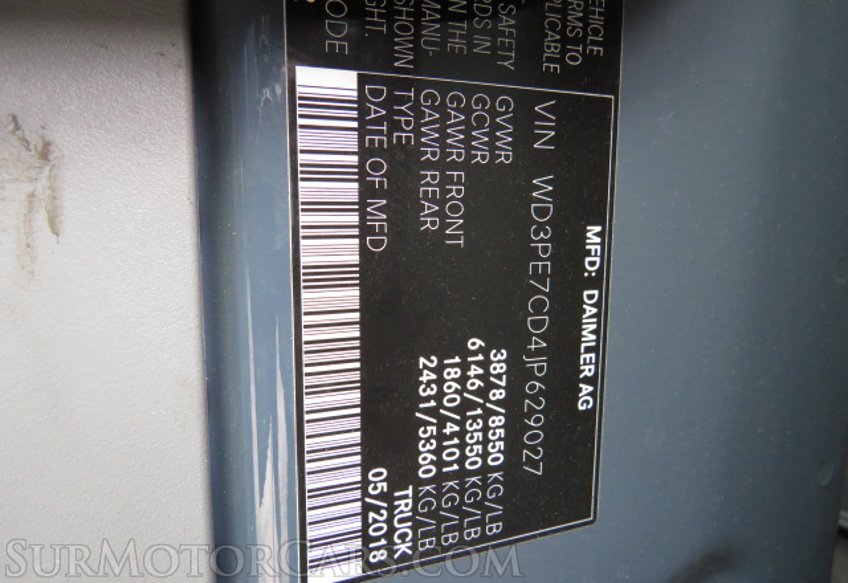 VEHICLE
RMS TO
PLICABLE
SAFETY
RDS IN
N THE
MANU-
SHOWN
GHT.
ODE
MFD: DAIMLER AG
VIN WD3PE7CD4JP629027
GVWR 3878/8550 KG/LB
GCWR 6146/13550 KG/LB
GAWR FRONT 1860/4101 KG/LB
GAWR REAR 2431/5360 KG/LB
TYPE TRUCK
DATE OF MFD 05/2018
SURMOTORCARS.COM